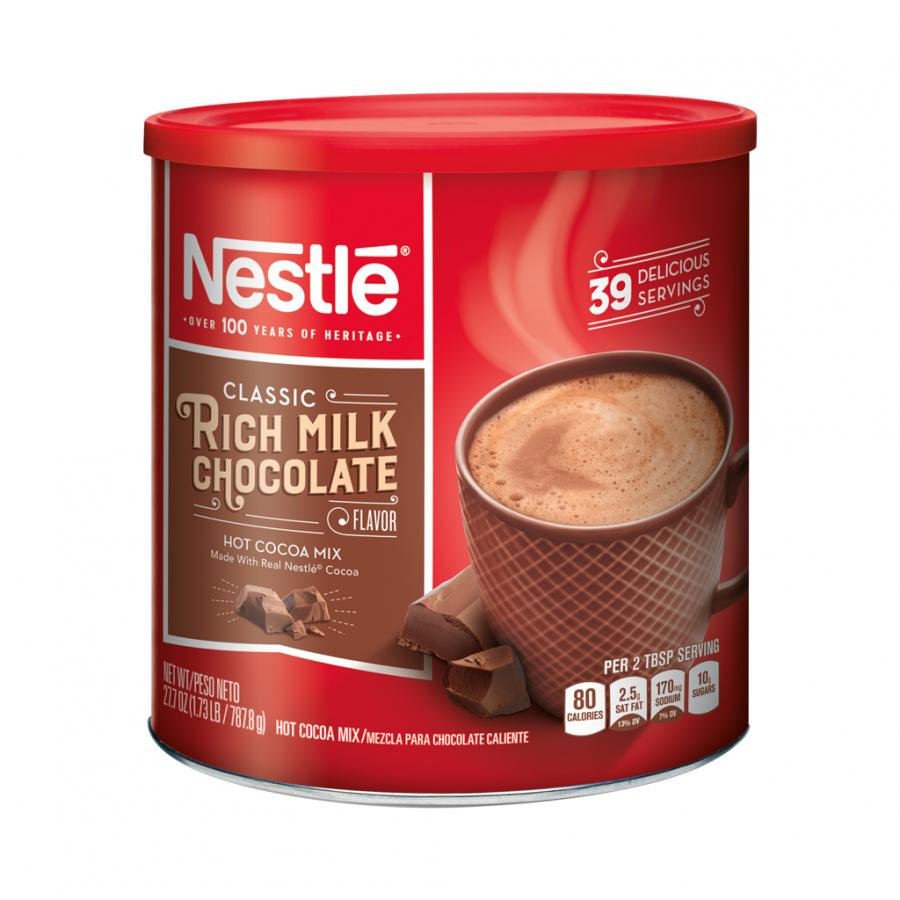 Nestlé®
•OVER 100 YEARS OF HERITAGE•
CLASSIC
RICH MILK
CHOCOLATE
FLAVOR
HOT COCOA MIX
Made With Real Nestlé® Cocoa
39 DELICIOUS
SERVINGS
PER 2 TBSP SERVING
80
CALORIES
2.5g
SAT FAT
13% DV
170mg
SODIUM
7% DV
10g
SUGARS
NET WT/PESO NETO
27.7 OZ (1.73 LB / 787.8 g)
HOT COCOA MIX/MEZCLA PARA CHOCOLATE CALIENTE